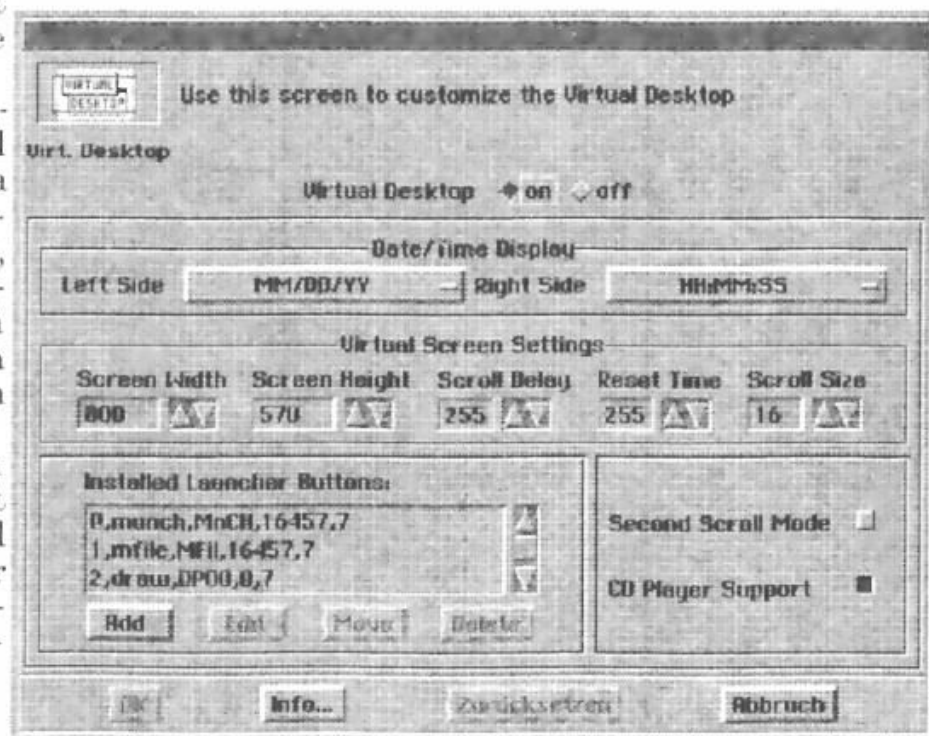 VIRTUAL
DESKTOP
Use this screen to customize the Virtual Desktop
Virt. Desktop
Virtual Desktop on off
Date/Time Display
Left Side MM/DD/YY Right Side HH:MM:SS
Virtual Screen Settings
Screen Width Screen Height Scroll Delay Reset Time Scroll Size
800 570 255 255 16
Installed Launcher Buttons:
0,munch,MnCH,16457,7
1,mfile,MFil,16457,7
2,draw,DPOO,0,7
Second Scroll Mode
CD Player Support
Add Edit Move Delete
OK Info... Zurücksetzen Abbruch